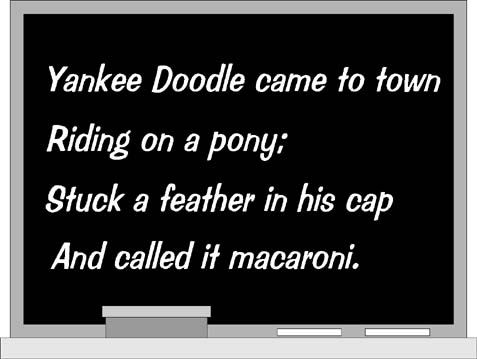 Yankee Doodle came to town
Riding on a pony;
Stuck a feather in his cap
And called it macaroni.